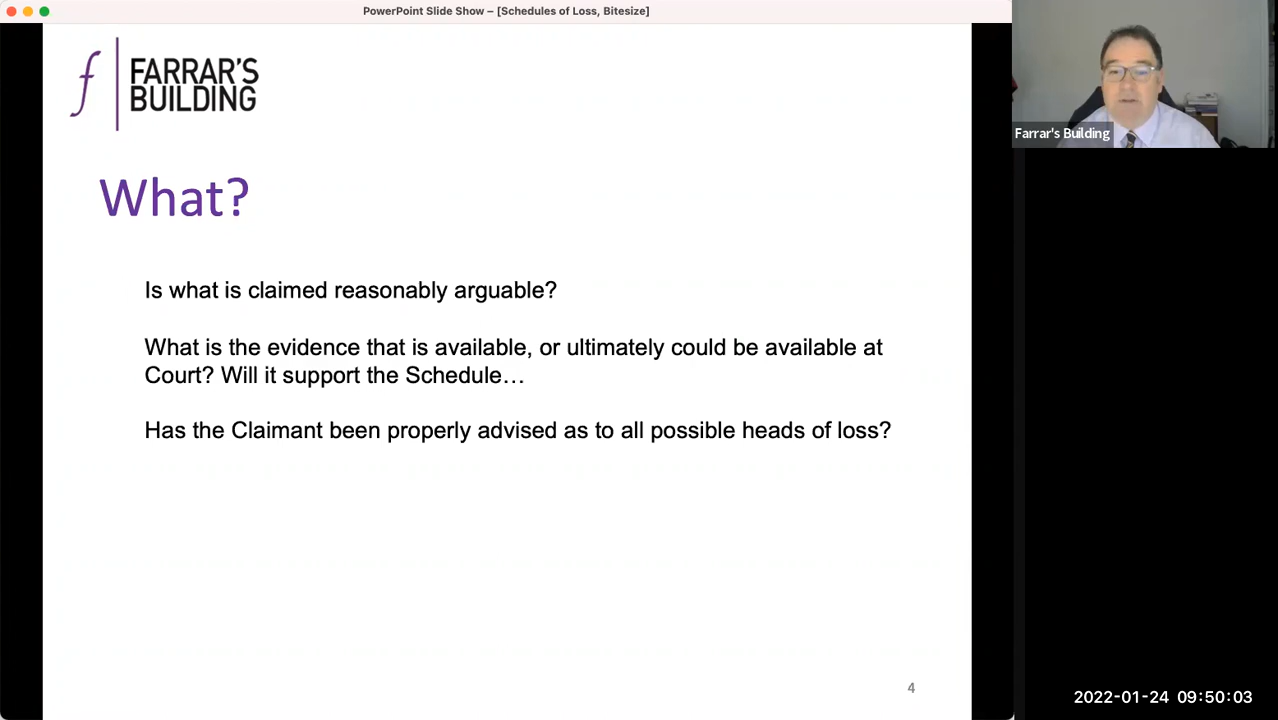 PowerPoint Slide Show – [Schedules of Loss, Bitesize]
f
FARRAR'S
BUILDING
Farrar's Building
What?
Is what is claimed reasonably arguable?
What is the evidence that is available, or ultimately could be available at
Court? Will it support the Schedule…
Has the Claimant been properly advised as to all possible heads of loss?
4
2022-01-24 09:50:03